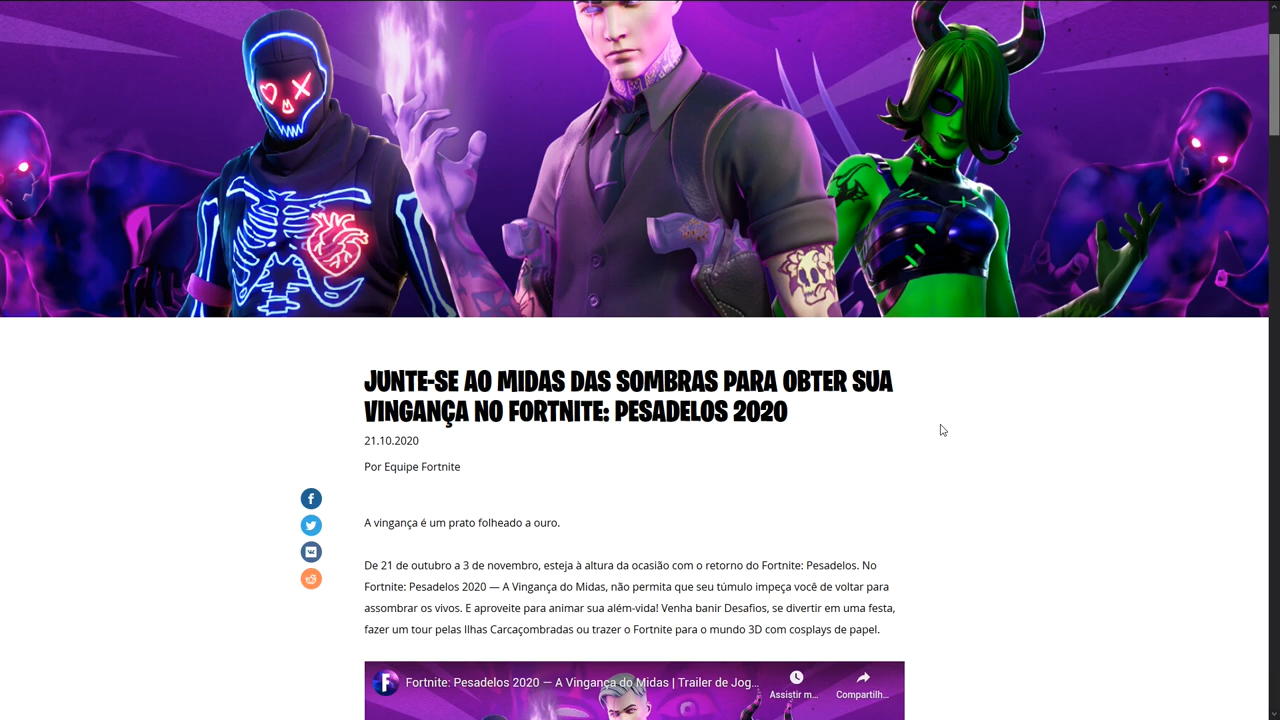 JUNTE-SE AO MIDAS DAS SOMBRAS PARA OBTER SUA
VINGANÇA NO FORTNITE: PESADELOS 2020
21.10.2020
Por Equipe Fortnite
A vingança é um prato folheado a ouro.
De 21 de outubro a 3 de novembro, esteja à altura da ocasião com o retorno do Fortnite: Pesadelos. No
Fortnite: Pesadelos 2020 — A Vingança do Midas, não permita que seu túmulo impeça você de voltar para
assombrar os vivos. E aproveite para animar sua além-vida! Venha banir Desafios, se divertir em uma festa,
fazer um tour pelas Ilhas Carcaçombradas ou trazer o Fortnite para o mundo 3D com cosplays de papel.
Fortnite: Pesadelos 2020 — A Vingança do Midas | Trailer de Jog...
Assistir m...
Compartilh...